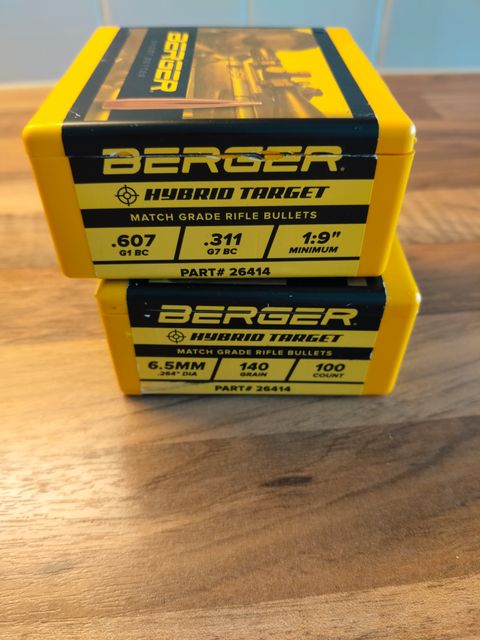 BERGER
BERGER®
HYBRID TARGET
MATCH GRADE RIFLE BULLETS
.607 .311 1:9"
G1 BC G7 BC MINIMUM
PART# 26414
BERGER®
HYBRID TARGET
MATCH GRADE RIFLE BULLETS
6.5MM 140 100
.264" DIA GRAIN COUNT
PART# 26414